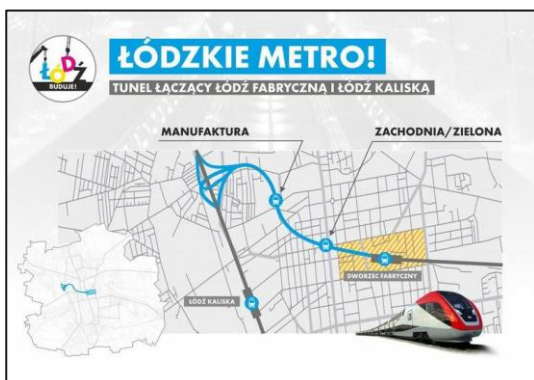 ŁÓDŹ
BUDUJE!
ŁÓDZKIE METRO!
TUNEL ŁĄCZĄCY ŁÓDŹ FABRYCZNĄ I ŁÓDŹ KALISKĄ
MANUFAKTURA
ZACHODNIA/ZIELONA
DWORZEC FABRYCZNY
ŁÓDŹ KALISKA